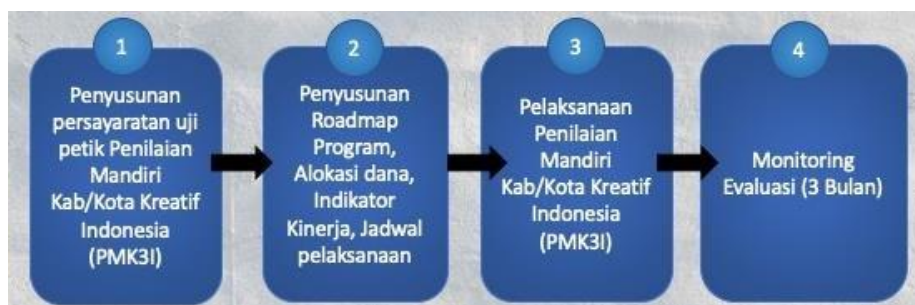 1
Penyusunan
persayaratan uji
petik Penilaian
Mandiri
Kab/Kota Kreatif
Indonesia
(PMK3I)
2
Penyusunan
Roadmap
Program,
Alokasi dana,
Indikator
Kinerja, Jadwal
pelaksanaan
3
Pelaksanaan
Penilaian
Mandiri
Kab/Kota Kreatif
Indonesia
(PMK3I)
4
Monitoring
Evaluasi (3 Bulan)